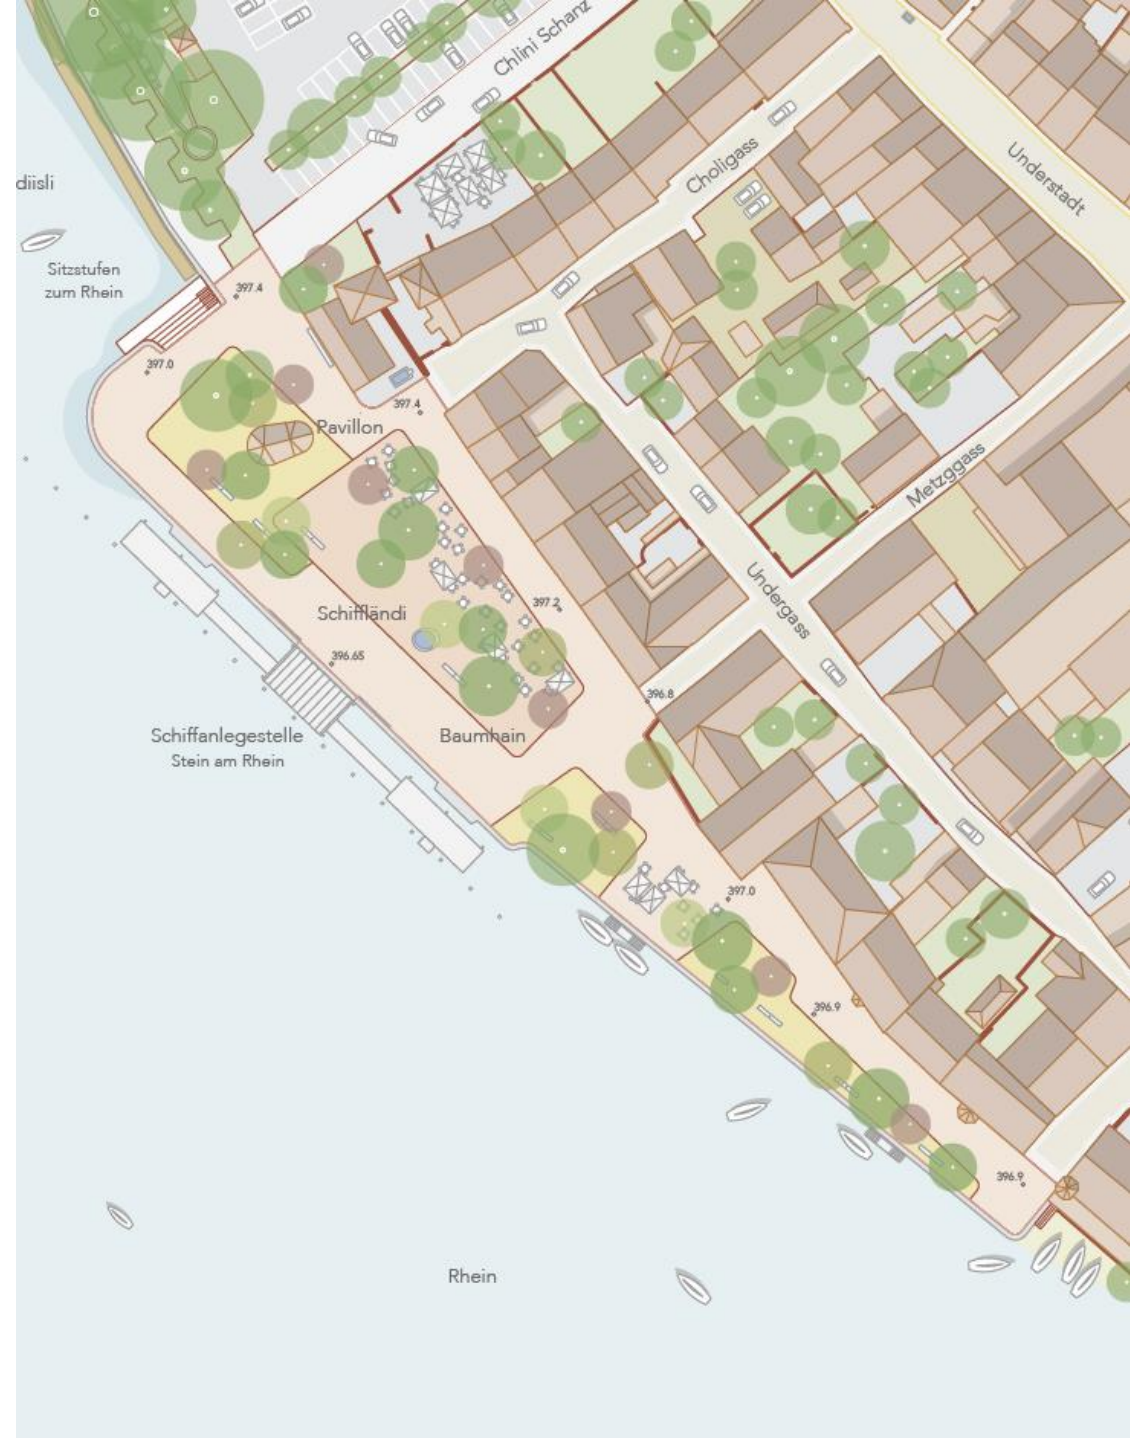 Chlini Schanz
Choligass
Understadt
diisli
Sitzstufen
zum Rhein
397.4
397.0
397.4
Pavillon
Metzggass
Undergass
397.2
Schiffländi
396.65
396.8
Schiffanlegestelle
Stein am Rhein
Baumhain
397.0
396.9
396.9
Rhein